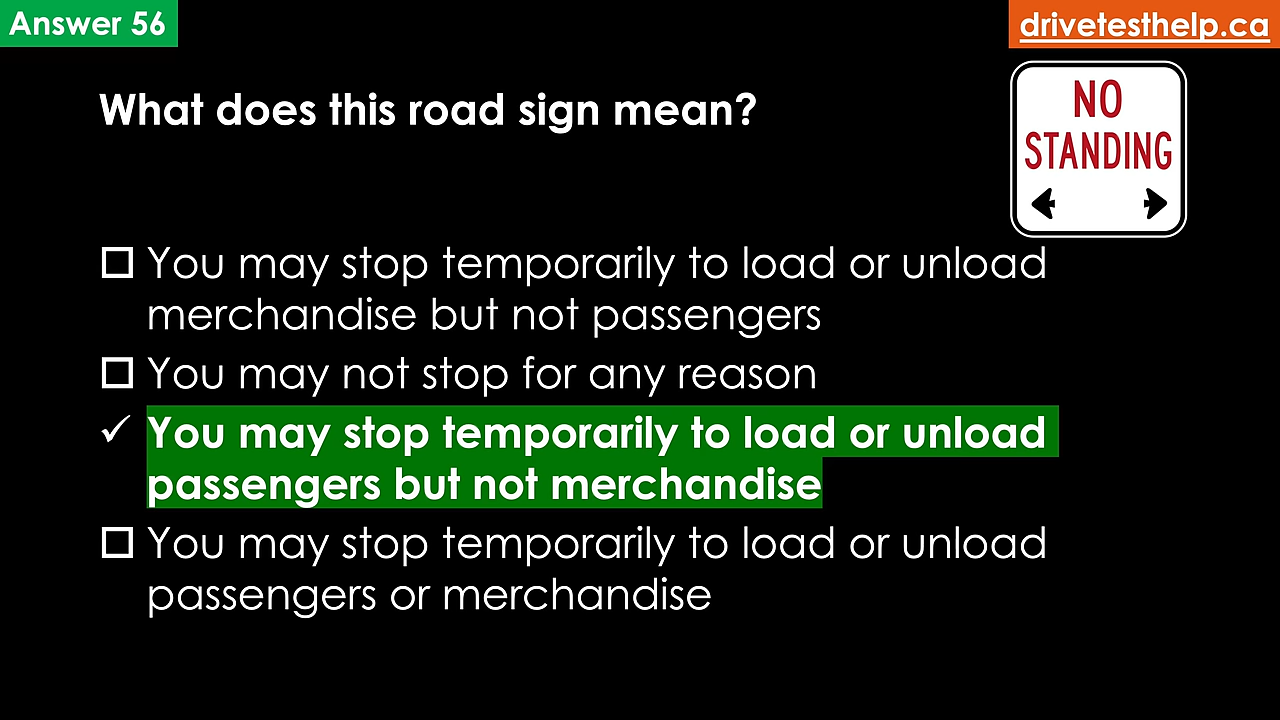 Answer 56
drivetesthelp.ca
What does this road sign mean?
NO
STANDING
You may stop temporarily to load or unload
merchandise but not passengers
You may not stop for any reason
You may stop temporarily to load or unload
passengers but not merchandise
You may stop temporarily to load or unload
passengers or merchandise